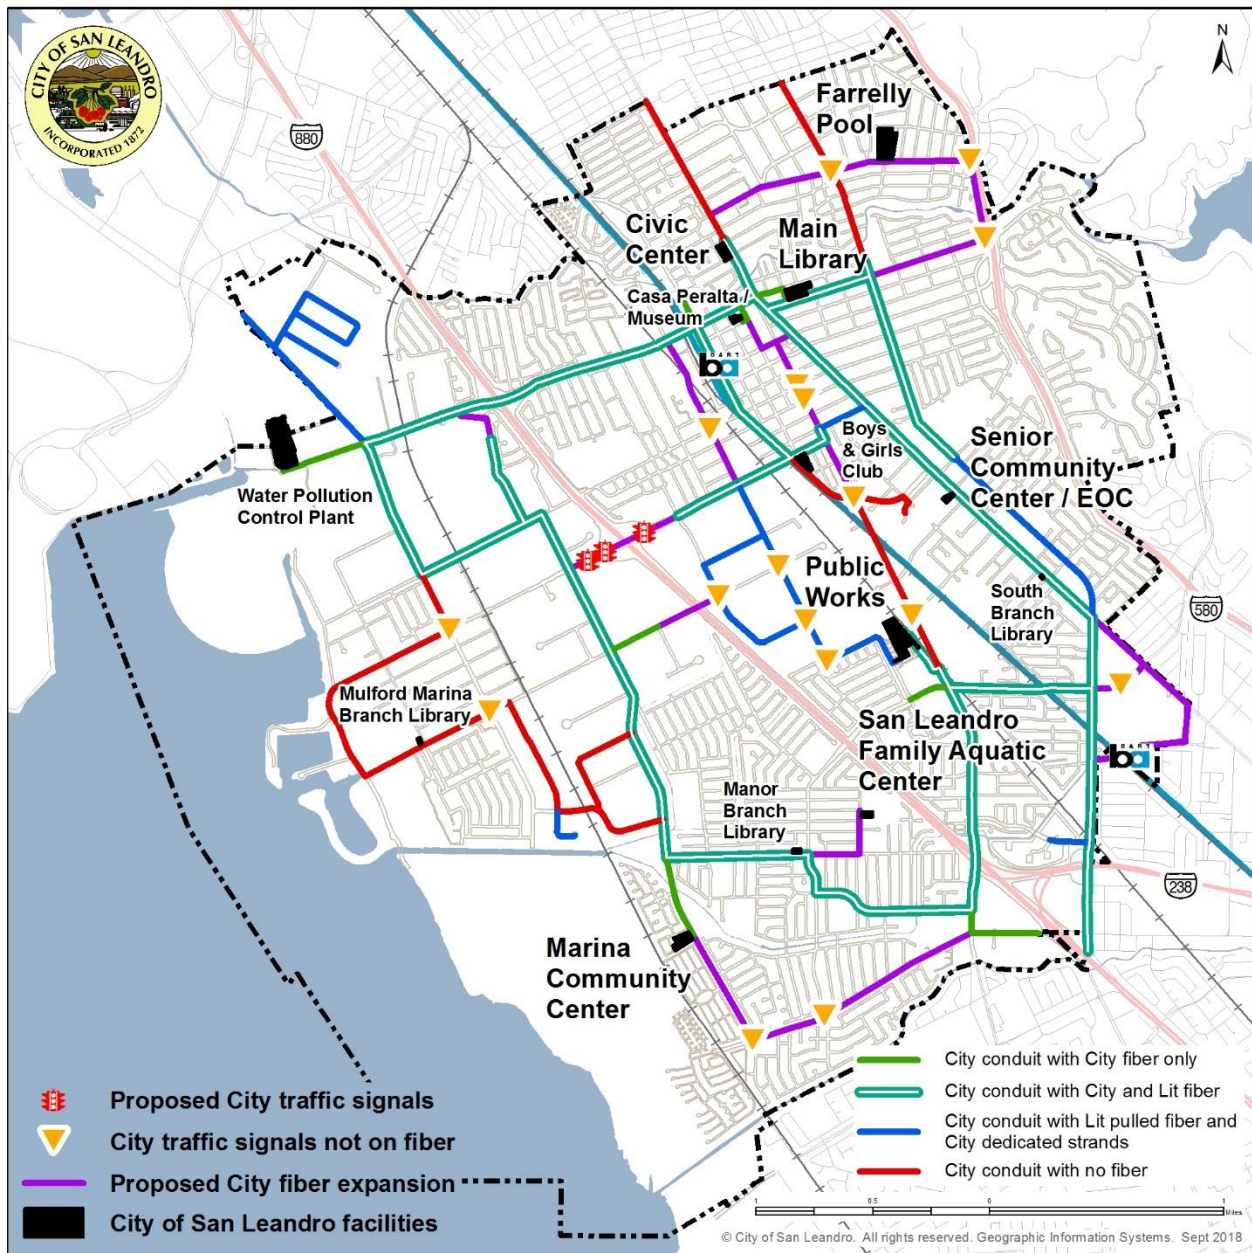 CITY OF SAN LEANDRO
INCORPORATED 1872
N
880
Farrelly
Pool
Civic
Center
Main
Library
Casa Peralta /
Museum
BART
ba
Boys
& Girls
Club
Senior
Community
Center / EOC
Water Pollution
Control Plant
Public
Works
South
Branch
Library
580
Mulford Marina
Branch Library
San Leandro
Family Aquatic
Center
BART
ba
Manor
Branch
Library
238
Marina
Community
Center
City conduit with City fiber only
City conduit with City and Lit fiber
City conduit with Lit pulled fiber and
City dedicated strands
City conduit with no fiber
Proposed City traffic signals
City traffic signals not on fiber
Proposed City fiber expansion
City of San Leandro facilities
1 0.5 0 1
Miles
© City of San Leandro. All rights reserved. Geographic Information Systems. Sept 2018